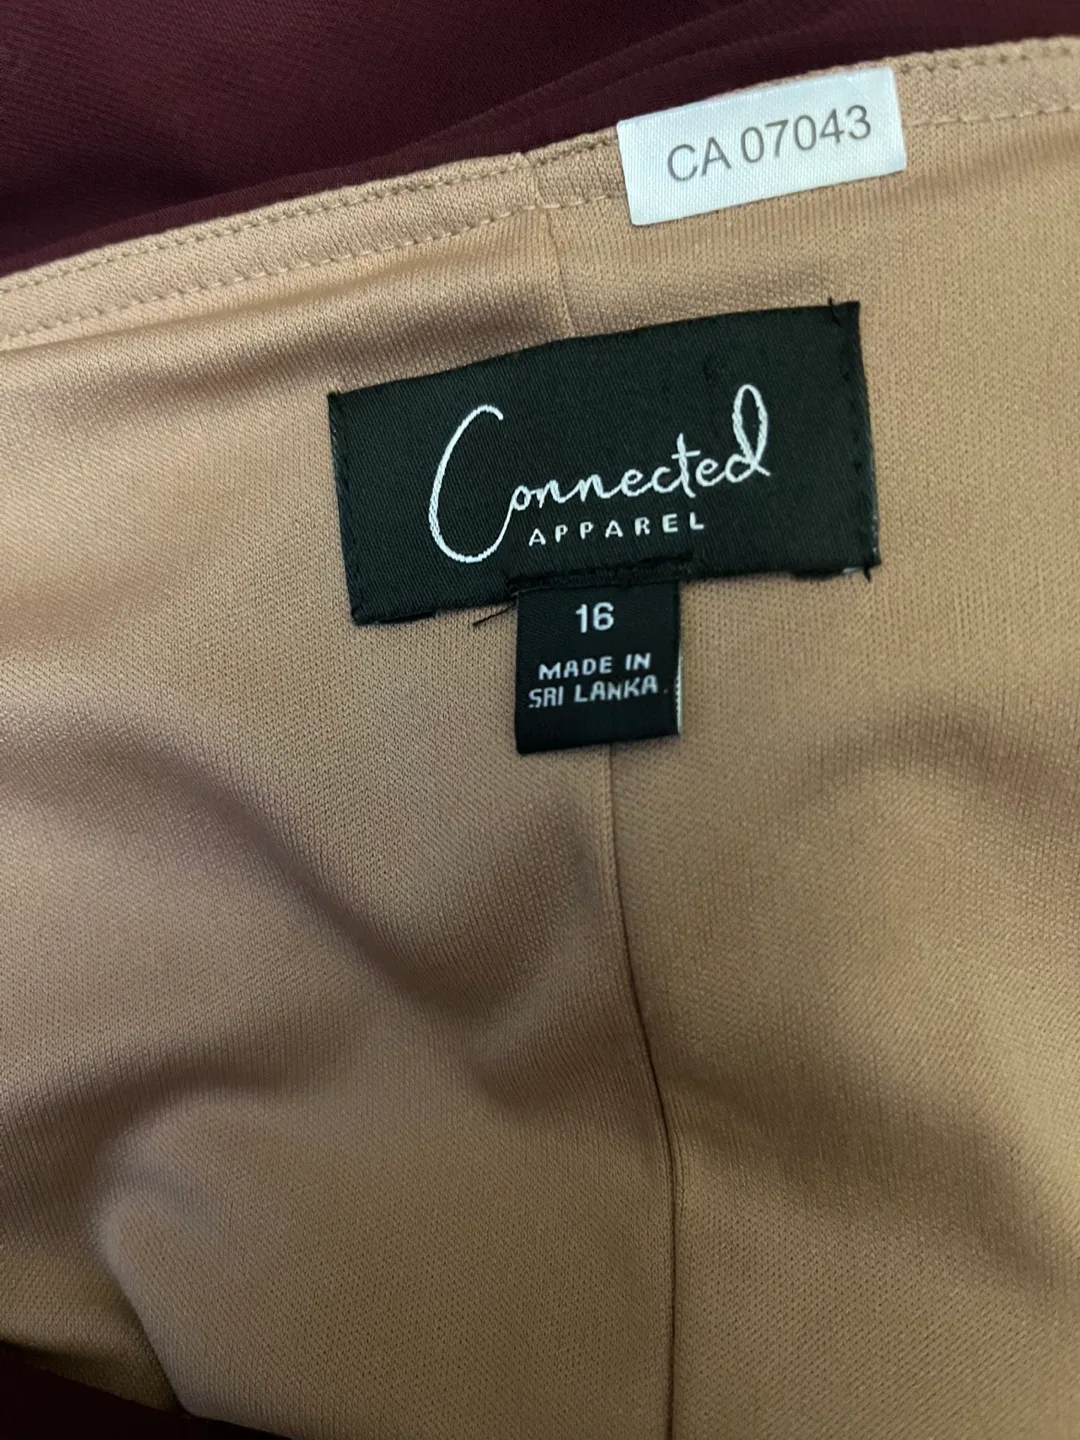 CA 07043
Connected
APPAREL
16
MADE IN
SRI LANKA